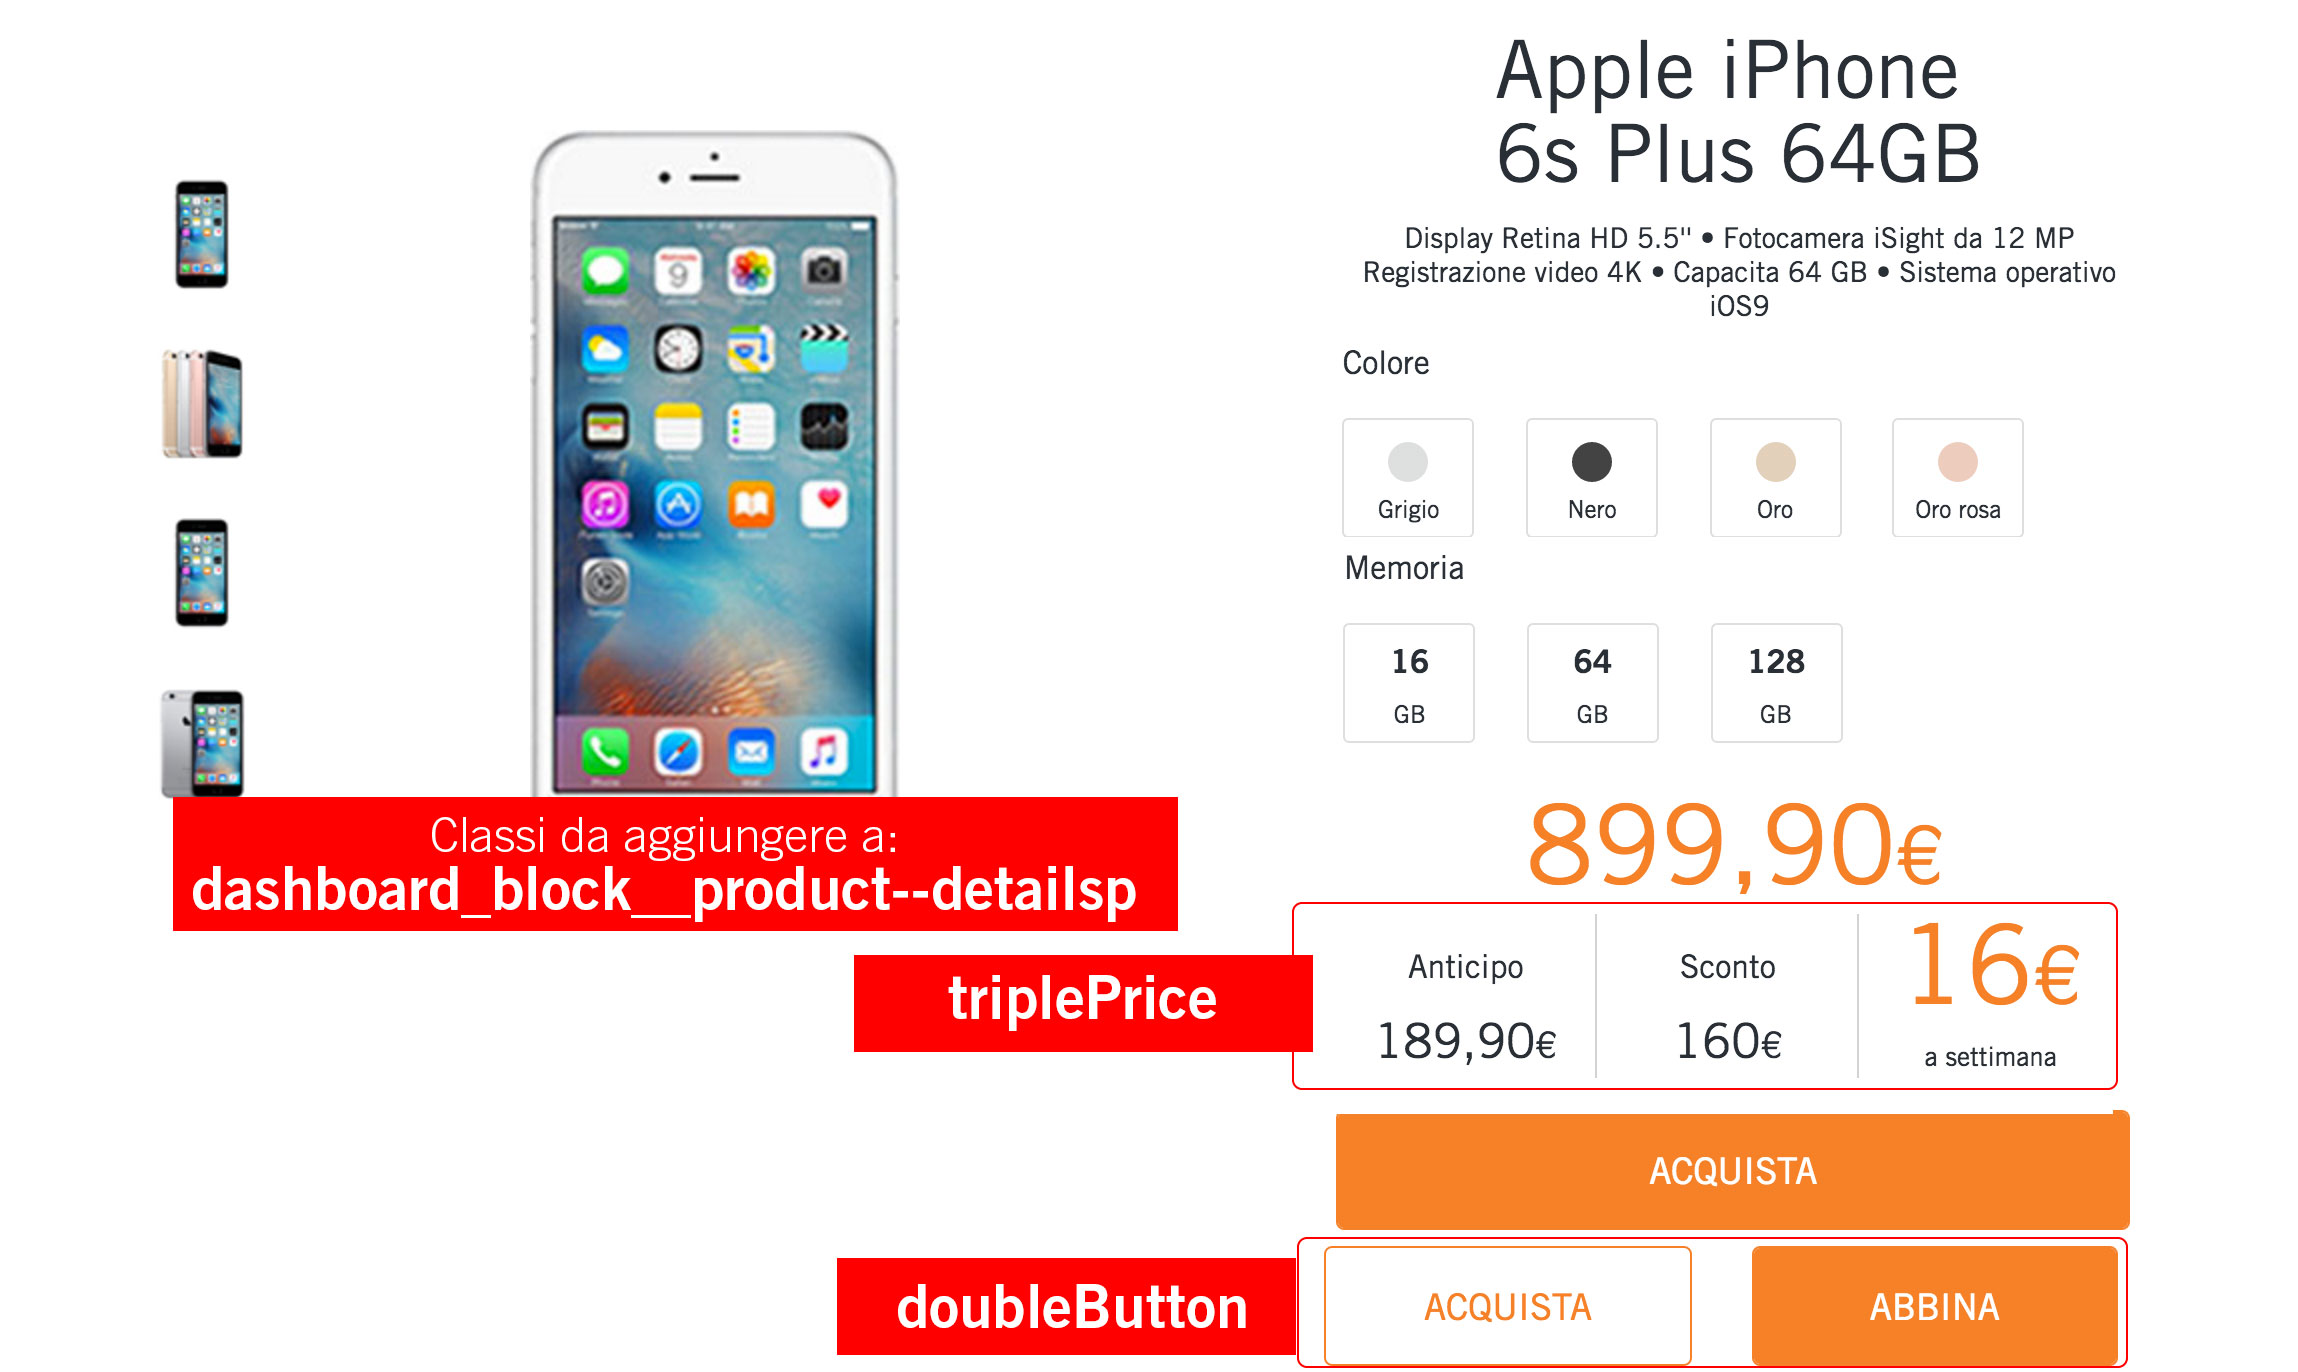 Apple iPhone
6s Plus 64GB
Display Retina HD 5.5" • Fotocamera iSight da 12 MP
Registrazione video 4K • Capacita 64 GB • Sistema operativo
iOS9
Colore
Grigio
Nero
Oro
Oro rosa
Memoria
16
GB
64
GB
128
GB
899,90€
Classi da aggiungere a:
dashboard_block__product--detailsp
triplePrice
Anticipo
189,90€
Sconto
160€
16€
a settimana
ACQUISTA
doubleButton
ACQUISTA
ABBINA